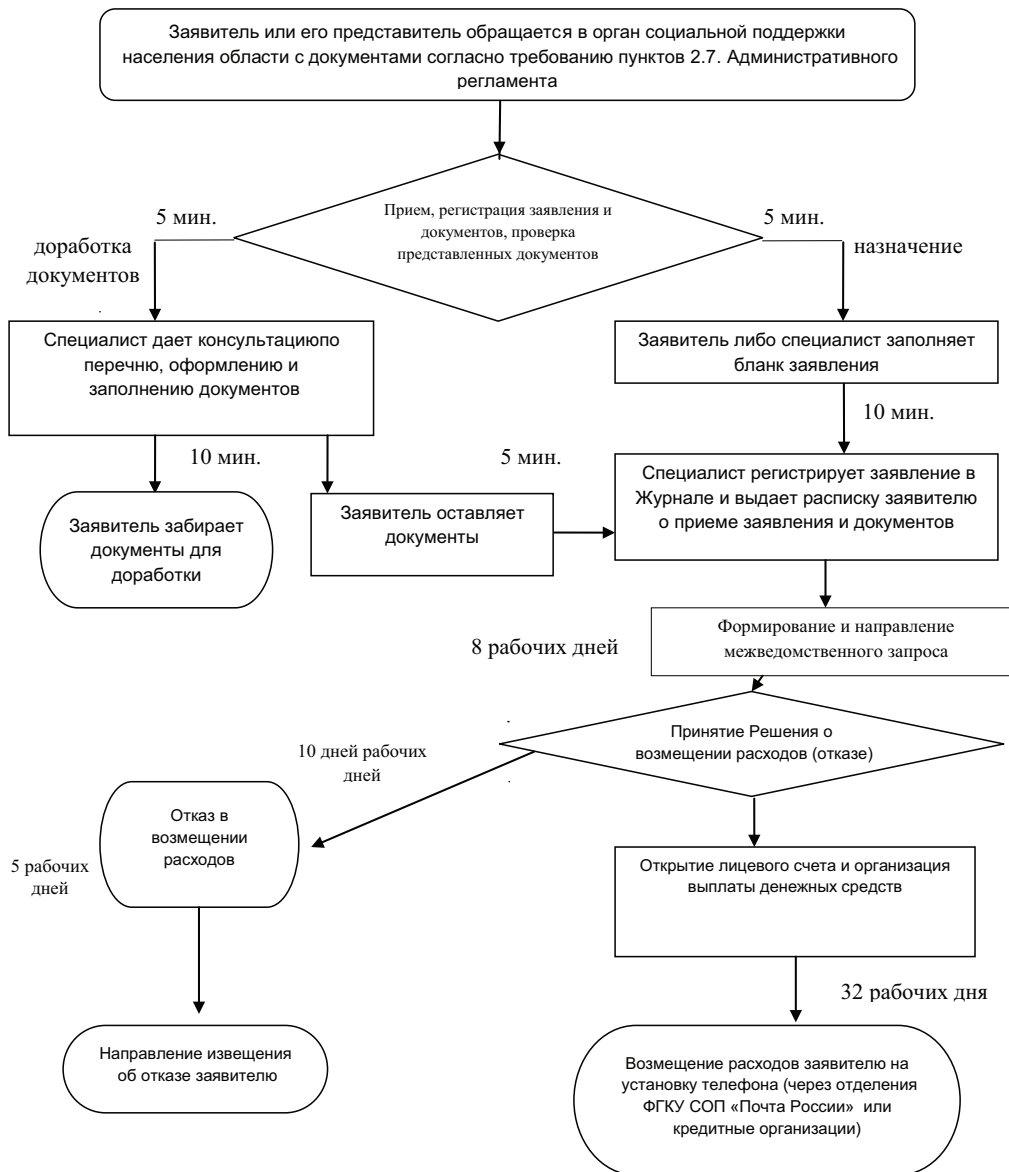 Заявитель или его представитель обращается в орган социальной поддержки
населения области с документами согласно требованию пунктов 2.7. Административного
регламента
5 мин.
Прием, регистрация заявления и
документов, проверка
представленных документов
5 мин.
доработка
документов
назначение
Специалист дает консультациюпо
перечню, оформлению и
заполнению документов
Заявитель либо специалист заполняет
бланк заявления
10 мин.
10 мин.
5 мин.
Заявитель забирает
документы для
доработки
Заявитель оставляет
документы
Специалист регистрирует заявление в
Журнале и выдает расписку заявителю
о приеме заявления и документов
8 рабочих дней
Формирование и направление
межведомственного запроса
Принятие Решения о
возмещении расходов (отказе)
10 дней рабочих
дней
Отказ в
возмещении
расходов
5 рабочих
дней
Открытие лицевого счета и организация
выплаты денежных средств
32 рабочих дня
Направление извещения
об отказе заявителю
Возмещение расходов заявителю на
установку телефона (через отделения
ФГКУ СОП «Почта России» или
кредитные организации)